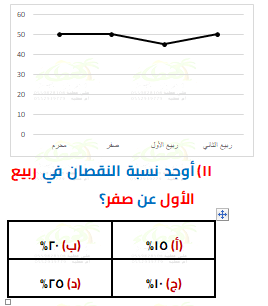 60
50
40
30
20
10
0
محرم صفر ربيع الأول ربيع الثاني
١١) أوجد نسبة النقصان في ربيع
الأول عن صفر؟
(أ) ١٥% (ب) ٢٠%
(ج) ١٠% (د) ٢٥%